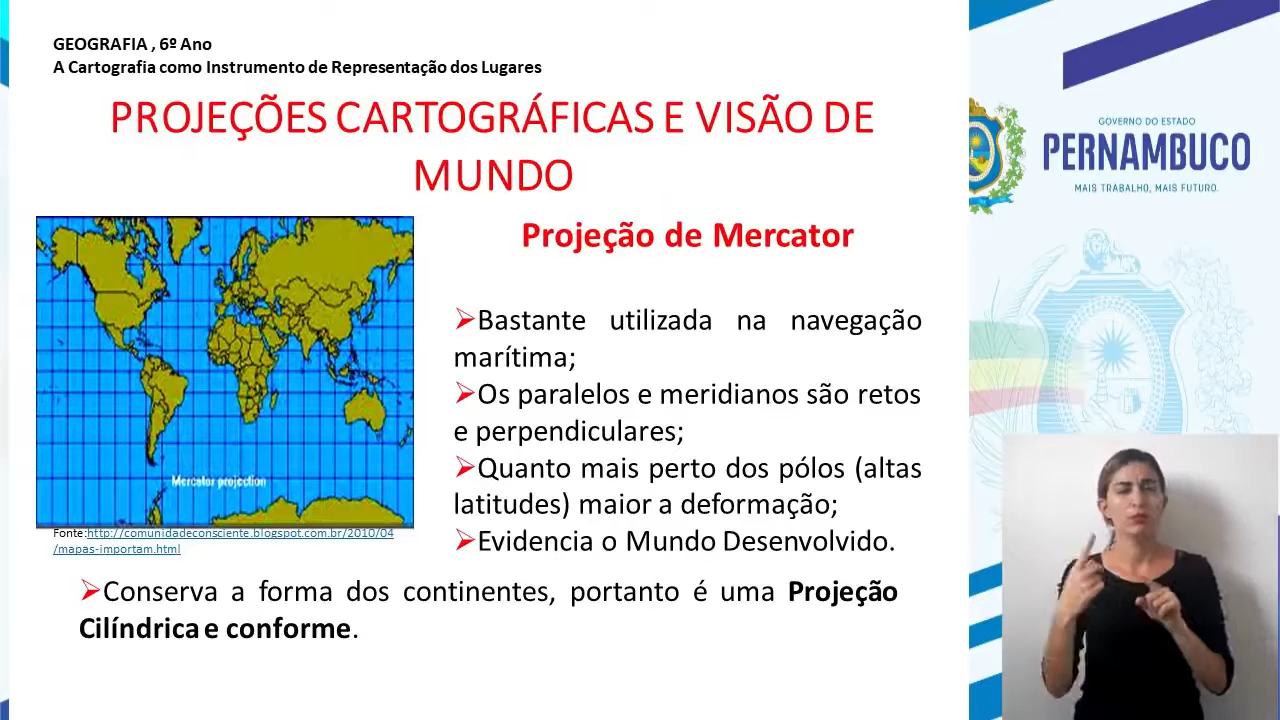 GEOGRAFIA , 6º Ano
A Cartografia como Instrumento de Representação dos Lugares
PROJEÇÕES CARTOGRÁFICAS E VISÃO DE
MUNDO
GOVERNO DO ESTADO
PERNAMBUCO
MAIS TRABALHO, MAIS FUTURO.
Projeção de Mercator
➢Bastante utilizada na navegação
marítima;
➢Os paralelos e meridianos são retos
e perpendiculares;
➢Quanto mais perto dos pólos (altas
latitudes) maior a deformação;
➢Evidencia o Mundo Desenvolvido.
Mercator projection
Fonte:http://comunidadeconsciente.blogspot.com.br/2010/04
/mapas-importam.html
➢Conserva a forma dos continentes, portanto é uma Projeção
Cilíndrica e conforme.